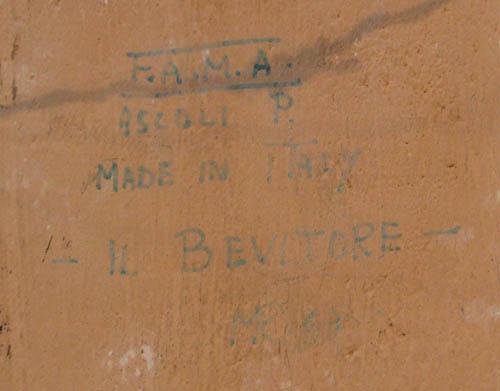 F.A.M.A.
ASCOLI P.
MADE IN ITALY
- IL BEVITORE -